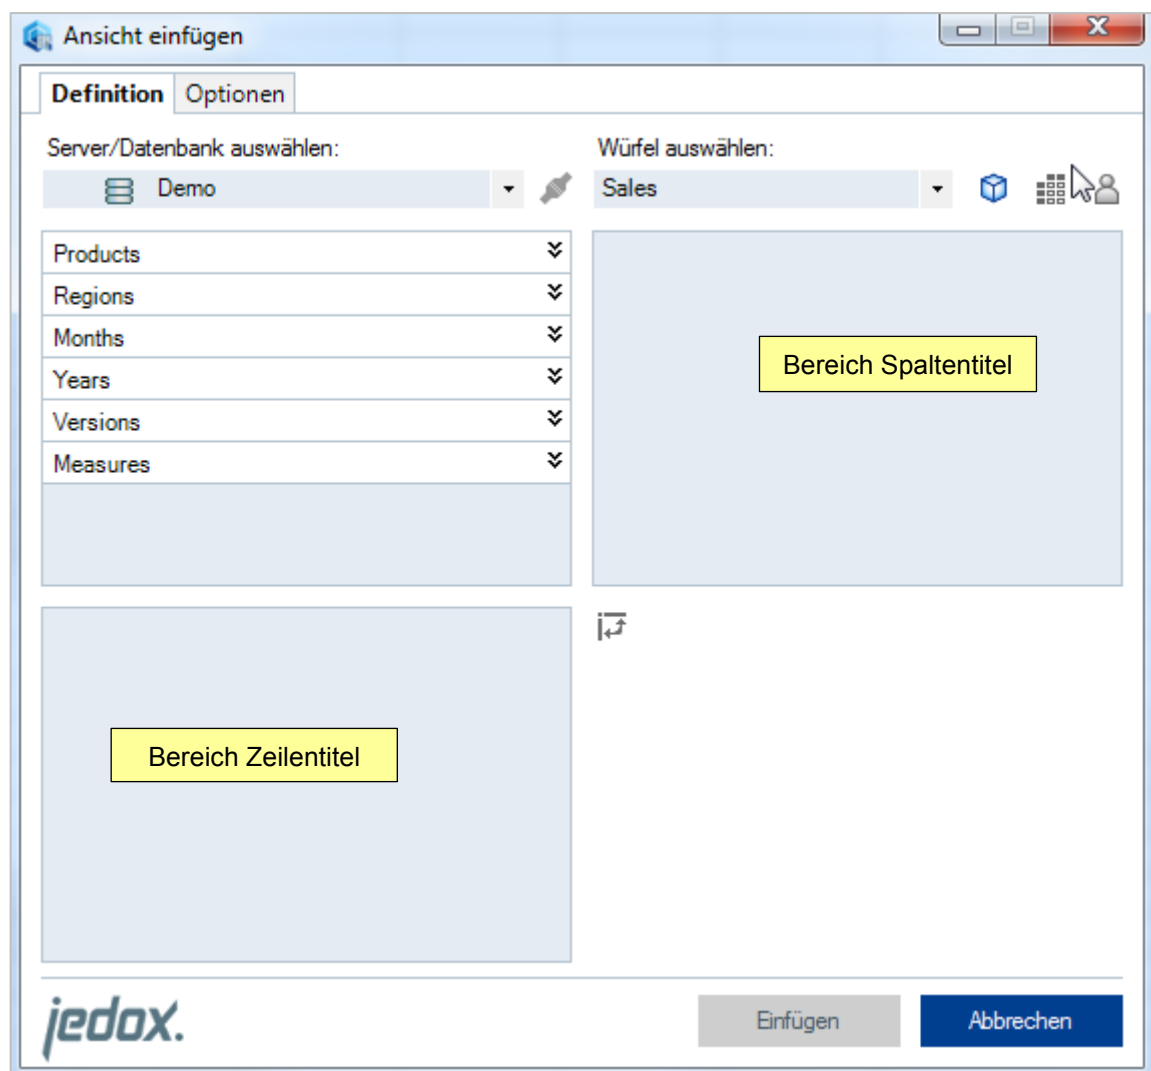 Ansicht einfügen
Definition Optionen
Server/Datenbank auswählen:
Würfel auswählen:
Demo
Sales
Products
Regions
Months
Years
Versions
Measures
Bereich Spaltentitel
Bereich Zeilentitel
jedox.
Einfügen
Abbrechen